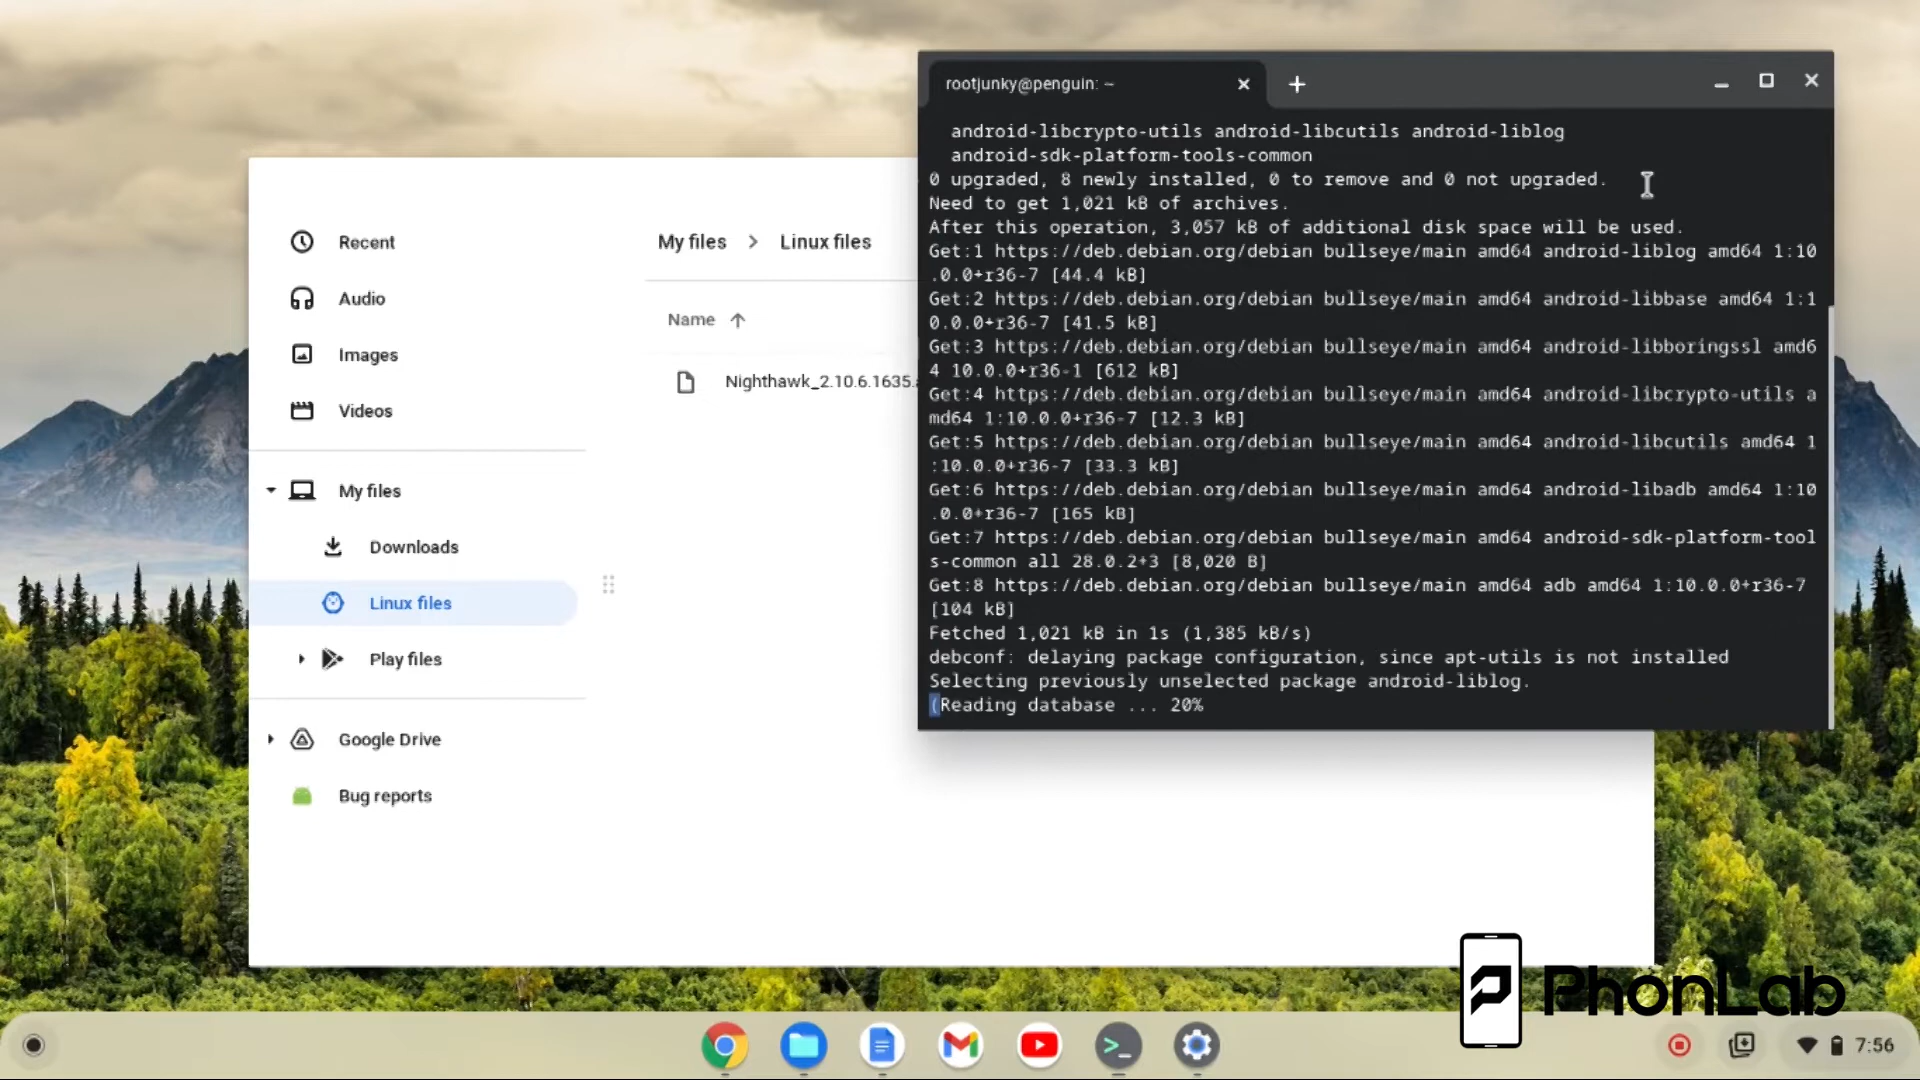 Recent
Audio
Images
Videos
My files
Downloads
Linux files
Play files
Google Drive
Bug reports
My files > Linux files
Name
Nighthawk_2.10.6.1635.
rootjunky@penguin: ~
android-libcrypto-utils android-libcutils android-liblog
android-sdk-platform-tools-common
0 upgraded, 8 newly installed, 0 to remove and 0 not upgraded.
Need to get 1,021 kB of archives.
After this operation, 3,057 kB of additional disk space will be used.
Get:1 https://deb.debian.org/debian bullseye/main amd64 android-liblog amd64 1:10
.0.0+r36-7 [44.4 kB]
Get:2 https://deb.debian.org/debian bullseye/main amd64 android-libbase amd64 1:1
0.0.0+r36-7 [41.5 kB]
Get:3 https://deb.debian.org/debian bullseye/main amd64 android-libboringssl amd6
4 10.0.0+r36-1 [612 kB]
Get:4 https://deb.debian.org/debian bullseye/main amd64 android-libcrypto-utils a
md64 1:10.0.0+r36-7 [12.3 kB]
Get:5 https://deb.debian.org/debian bullseye/main amd64 android-libcutils amd64 1
:10.0.0+r36-7 [33.3 kB]
Get:6 https://deb.debian.org/debian bullseye/main amd64 android-libadb amd64 1:10
.0.0+r36-7 [165 kB]
Get:7 https://deb.debian.org/debian bullseye/main amd64 android-sdk-platform-tool
s-common all 28.0.2+3 [8,020 B]
Get:8 https://deb.debian.org/debian bullseye/main amd64 adb amd64 1:10.0.0+r36-7
[104 kB]
Fetched 1,021 kB in 1s (1,385 kB/s)
debconf: delaying package configuration, since apt-utils is not installed
Selecting previously unselected package android-liblog.
(Reading database ... 20%
PhonLab
7:56